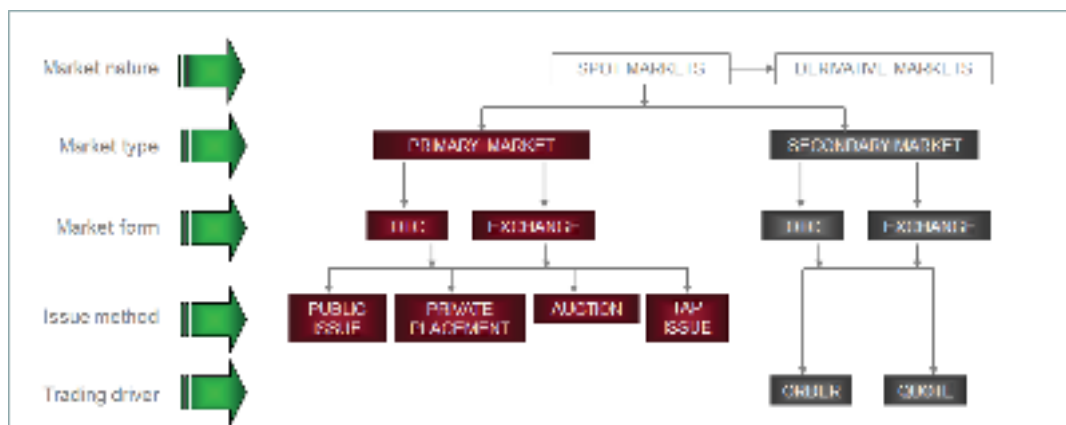 Market nature
SPOT MARKETS
DERIVATIVE MARKETS
Market type
PRIMARY MARKET
SECONDARY MARKET
Market form
OTC
EXCHANGE
OTC
EXCHANGE
Issue method
PUBLIC
ISSUE
PRIVATE
PLACEMENT
AUCTION
TAP
ISSUE
Trading driver
ORDER
QUOTE